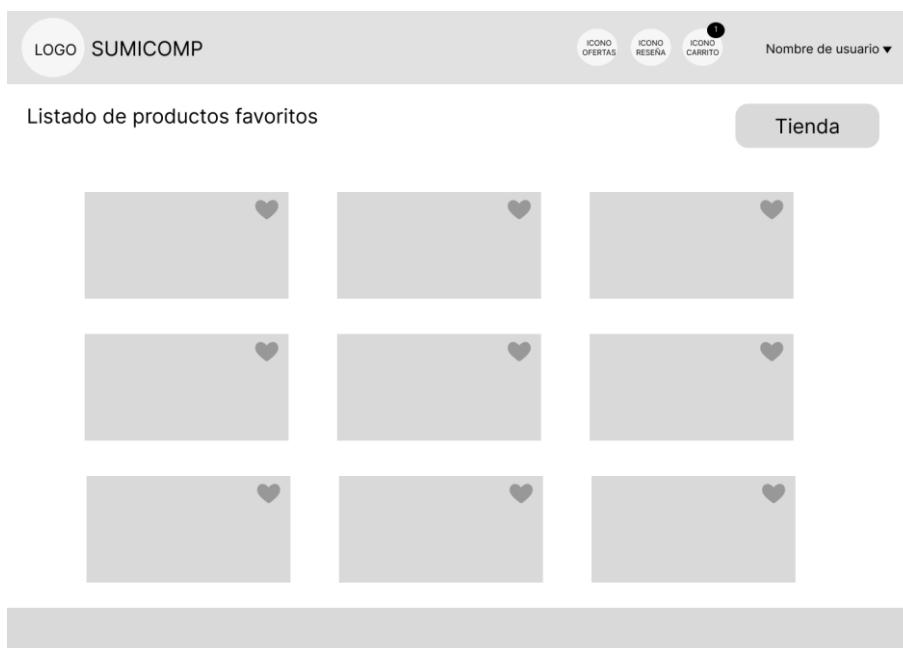 LOGO SUMICOMP
ICONO
OFERTAS
ICONO
RESEÑA
ICONO
CARRITO
1
Nombre de usuario
Listado de productos favoritos
Tienda